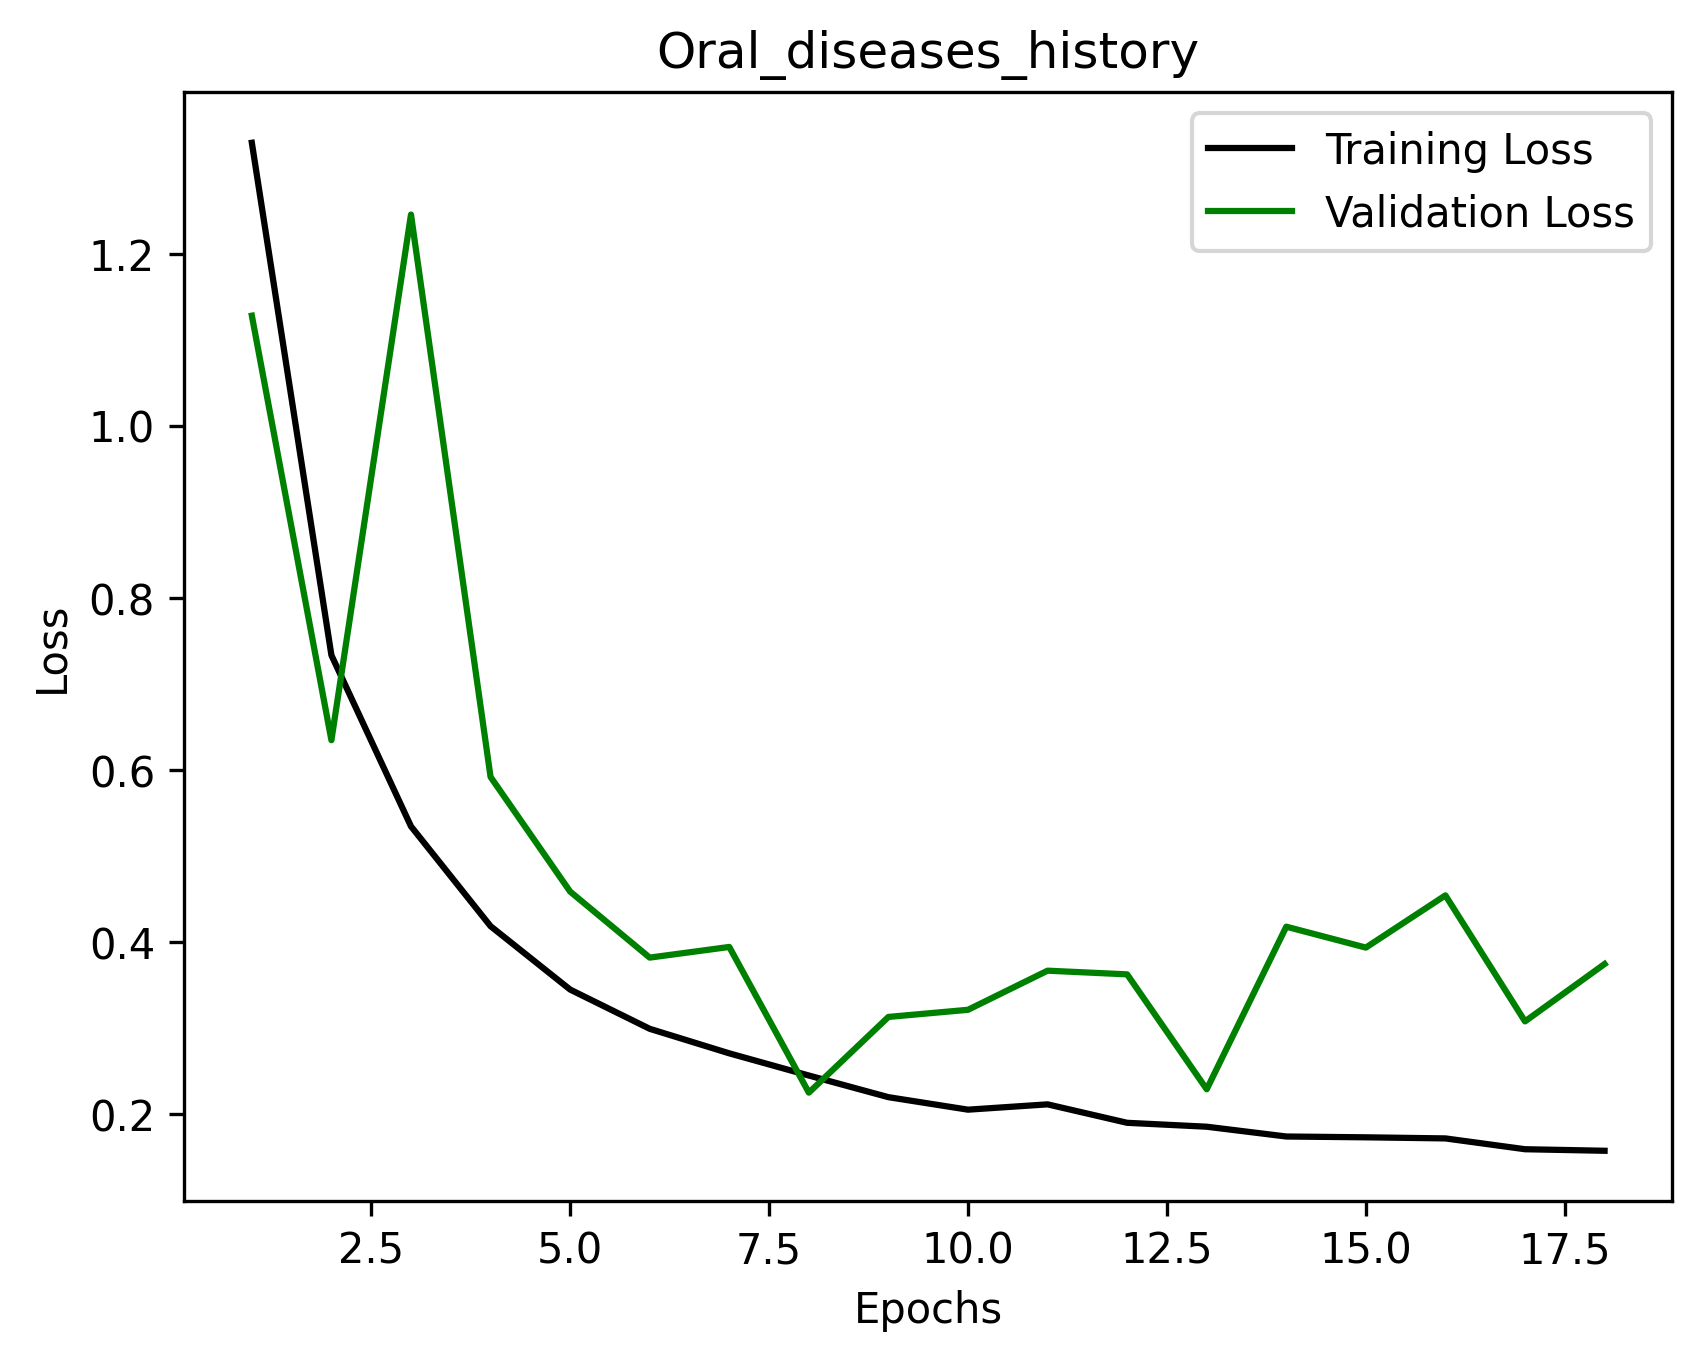 Oral_diseases_history
Training Loss
Validation Loss
1.2
1.0
0.8
0.6
0.4
0.2
Loss
2.5 5.0 7.5 10.0 12.5 15.0 17.5
Epochs